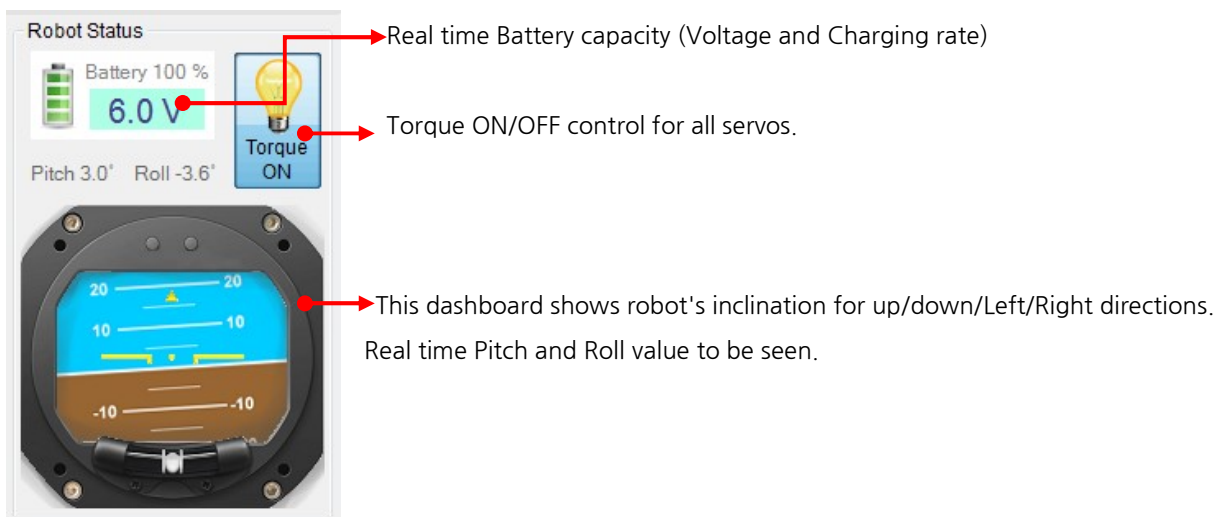 Robot Status
Battery 100 %
6.0 V
Torque
ON
Pitch 3.0° Roll -3.6°
20 20
10 10
-10 -10
Real time Battery capacity (Voltage and Charging rate)
Torque ON/OFF control for all servos.
This dashboard shows robot's inclination for up/down/Left/Right directions.
Real time Pitch and Roll value to be seen.